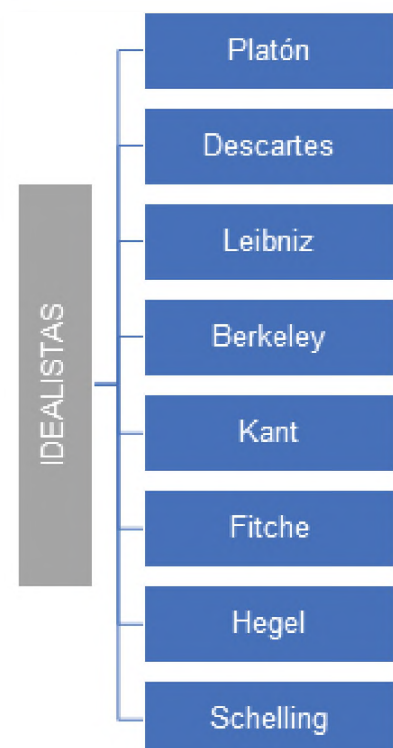 IDEALISTAS
Platón
Descartes
Leibniz
Berkeley
Kant
Fitche
Hegel
Schelling